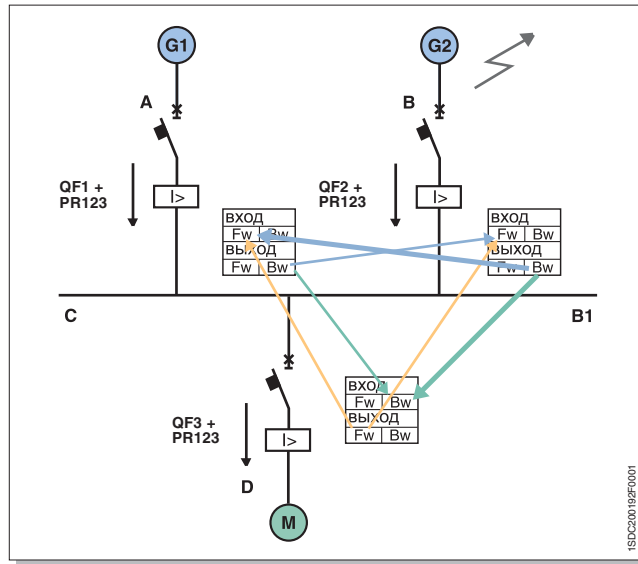 G1
G2
A
B
QF1 +
PR123
I>
QF2 +
PR123
I>
ВХОД
Fw Bw
ВЫХОД
Fw Bw
ВХОД
Fw Bw
ВЫХОД
Fw Bw
C
B1
QF3 +
PR123
I>
ВХОД
Fw Bw
ВЫХОД
Fw Bw
D
M
1SDC200192F0001